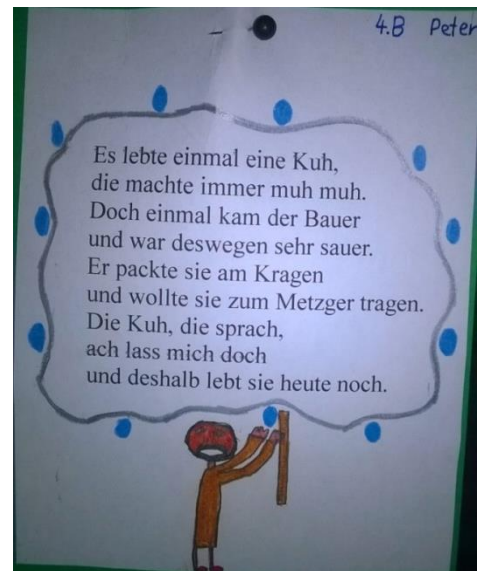 4.B Peter
Es lebte einmal eine Kuh,
die machte immer muh muh.
Doch einmal kam der Bauer
und war deswegen sehr sauer.
Er packte sie am Kragen
und wollte sie zum Metzger tragen.
Die Kuh, die sprach,
ach lass mich doch
und deshalb lebt sie heute noch.